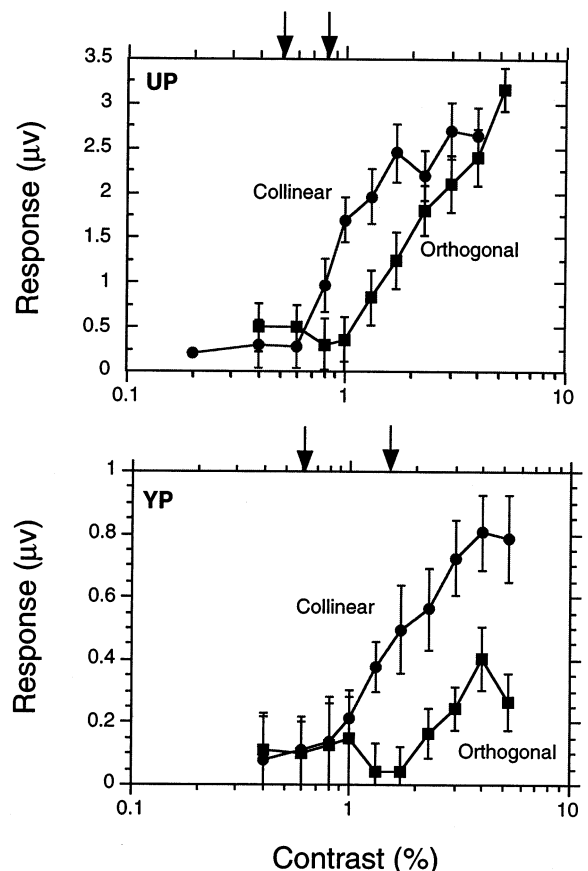 UP
3.5
3
2.5
2
1.5
1
0.5
0
Response (μv)
Collinear
Orthogonal
0.1
1
10
YP
1
0.8
0.6
0.4
0.2
0
Response (μv)
Collinear
Orthogonal
0.1
1
10
Contrast (%)